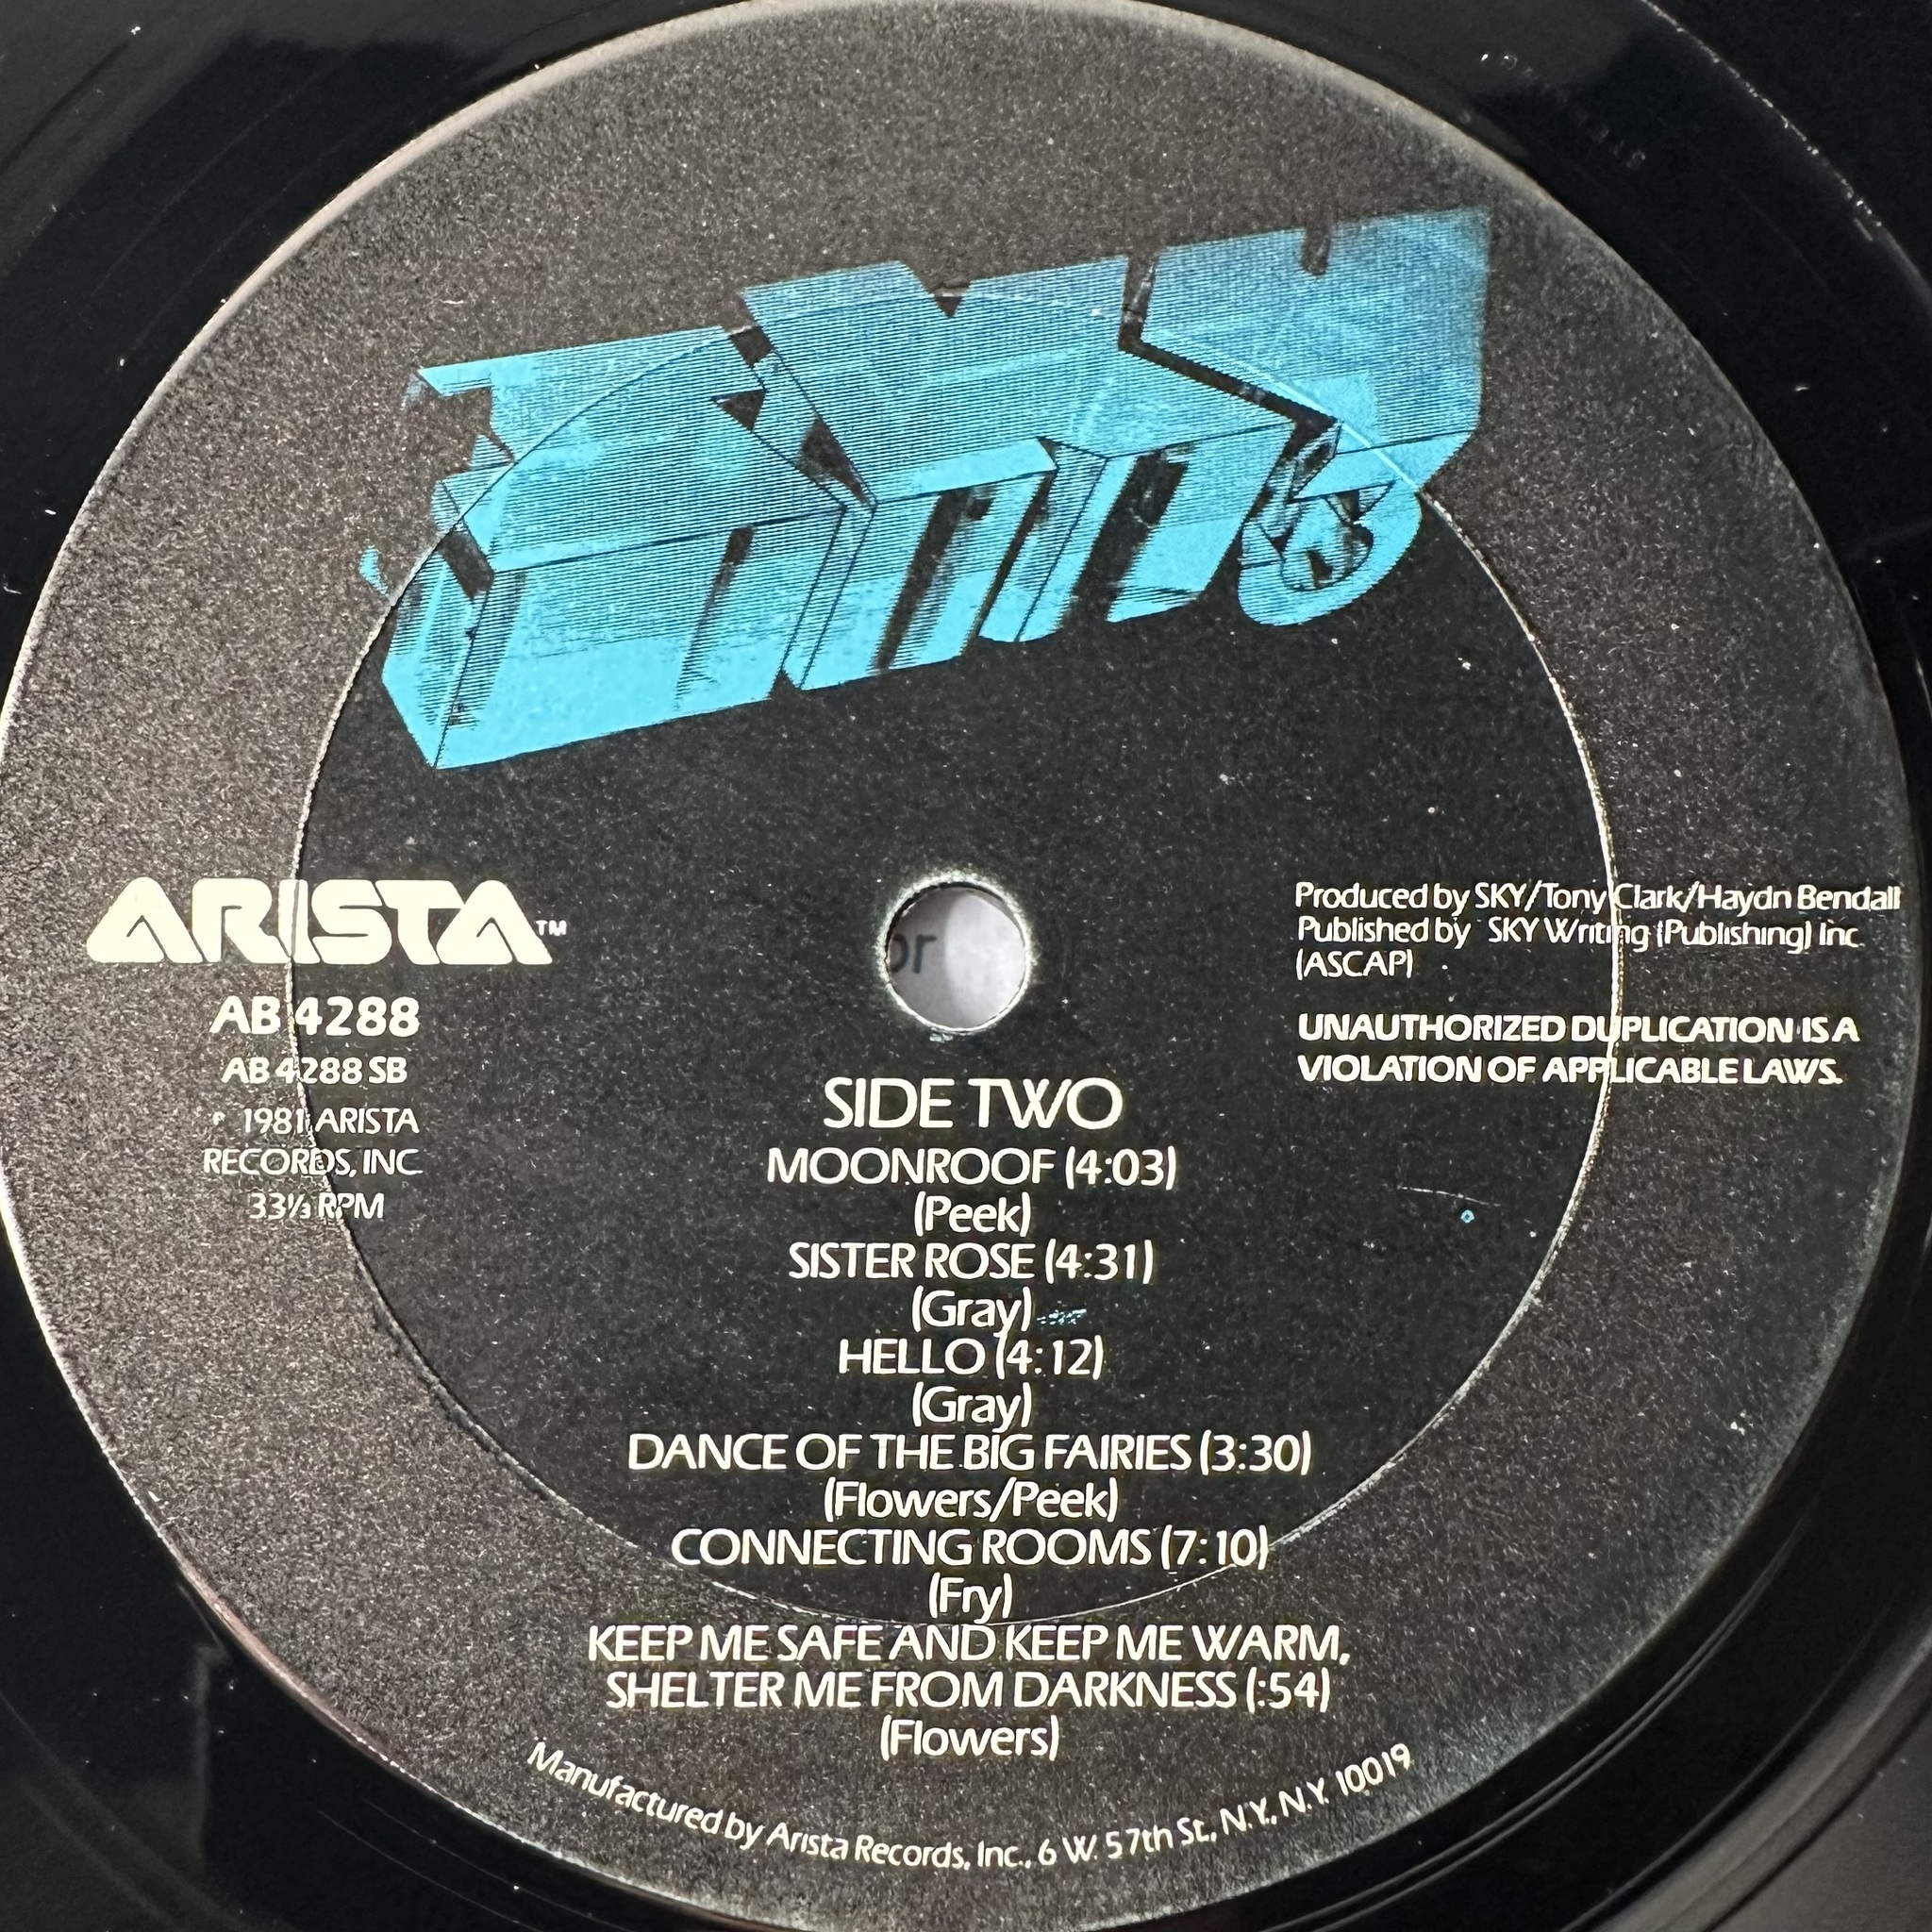 SKY
3
ARISTA™
AB 4288
AB 4288 SB
℗ 1981 ARISTA
RECORDS, INC.
33⅓ RPM
or
Produced by SKY/Tony Clark/Haydn Bendall
Published by SKY Writing (Publishing) Inc.
(ASCAP)
UNAUTHORIZED DUPLICATION IS A
VIOLATION OF APPLICABLE LAWS.
SIDE TWO
MOONROOF (4:03)
(Peek)
SISTER ROSE (4:31)
(Gray)
HELLO (4:12)
(Gray)
DANCE OF THE BIG FAIRIES (3:30)
(Flowers/Peek)
CONNECTING ROOMS (7:10)
(Fry)
KEEP ME SAFE AND KEEP ME WARM,
SHELTER ME FROM DARKNESS (:54)
(Flowers)
Manufactured by Arista Records, Inc., 6 W. 57th St., N.Y., N.Y. 10019